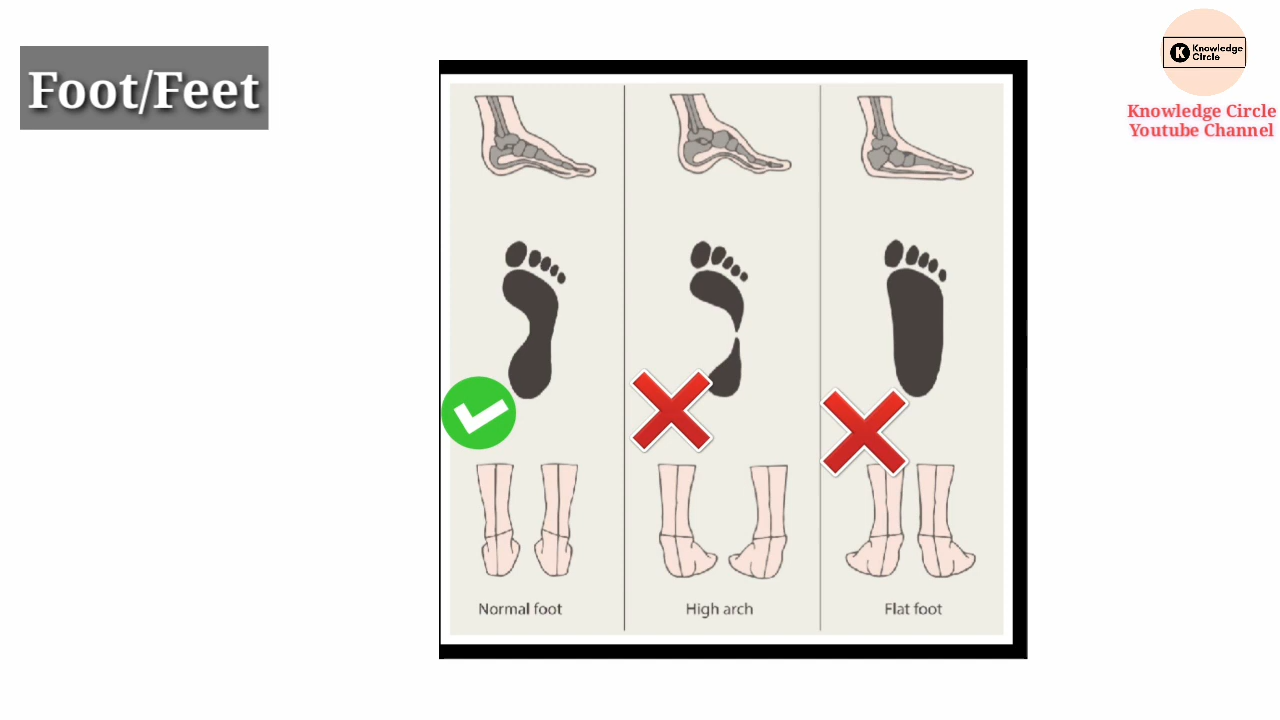 Foot/Feet
K Knowledge
Circle
Knowledge Circle
Youtube Channel
Normal foot
High arch
Flat foot